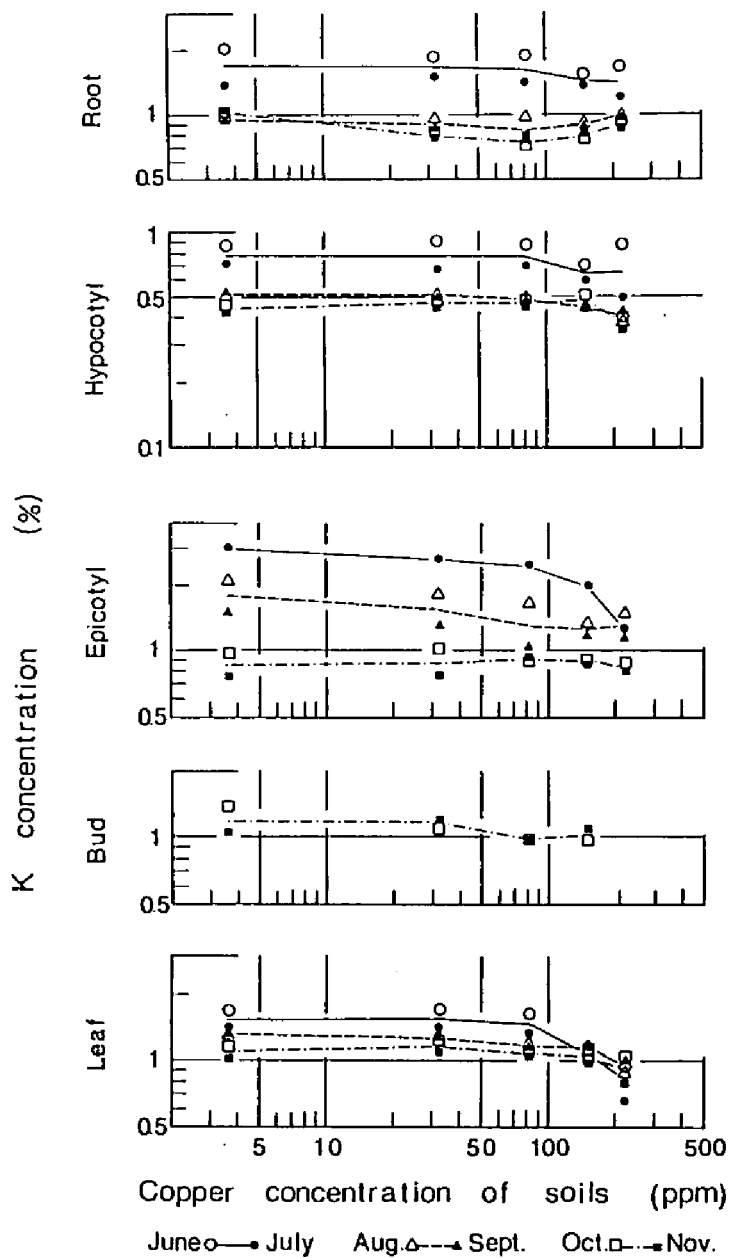 Root
1
0.5
Hypocotyl
1
0.5
0.1
K concentration (%)
Epicotyl
1
0.5
Bud
1
0.5
Leaf
1
0.5
5 10 50 100 500
Copper concentration of soils (ppm)
June July Aug. Sept. Oct. Nov.